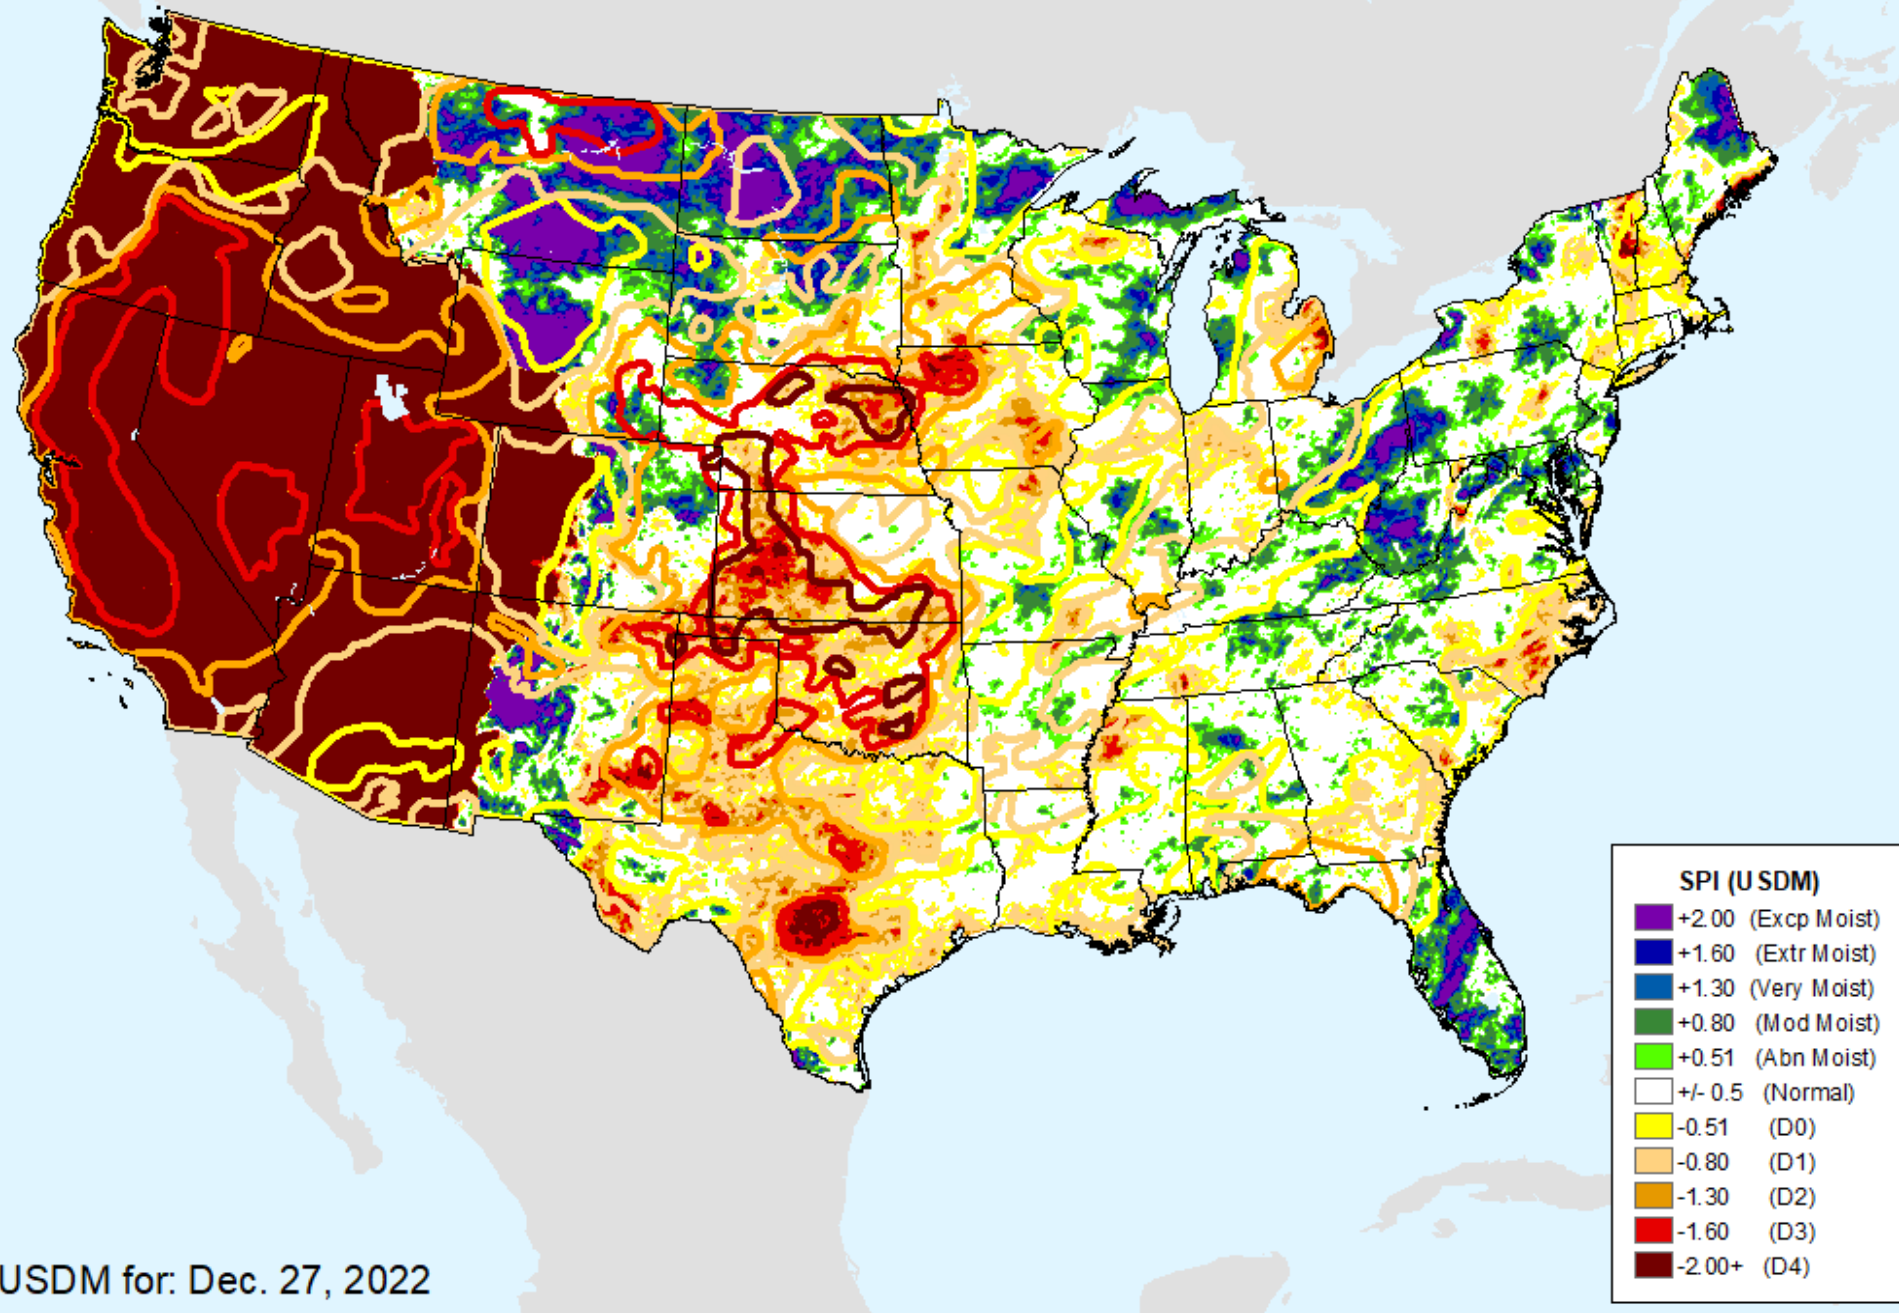 SPI (USDM)
+2.00 (Excp Moist)
+1.60 (Extr Moist)
+1.30 (Very Moist)
+0.80 (Mod Moist)
+0.51 (Abn Moist)
+/- 0.5 (Normal)
-0.51 (D0)
-0.80 (D1)
-1.30 (D2)
-1.60 (D3)
-2.00+ (D4)
USDM for: Dec. 27, 2022